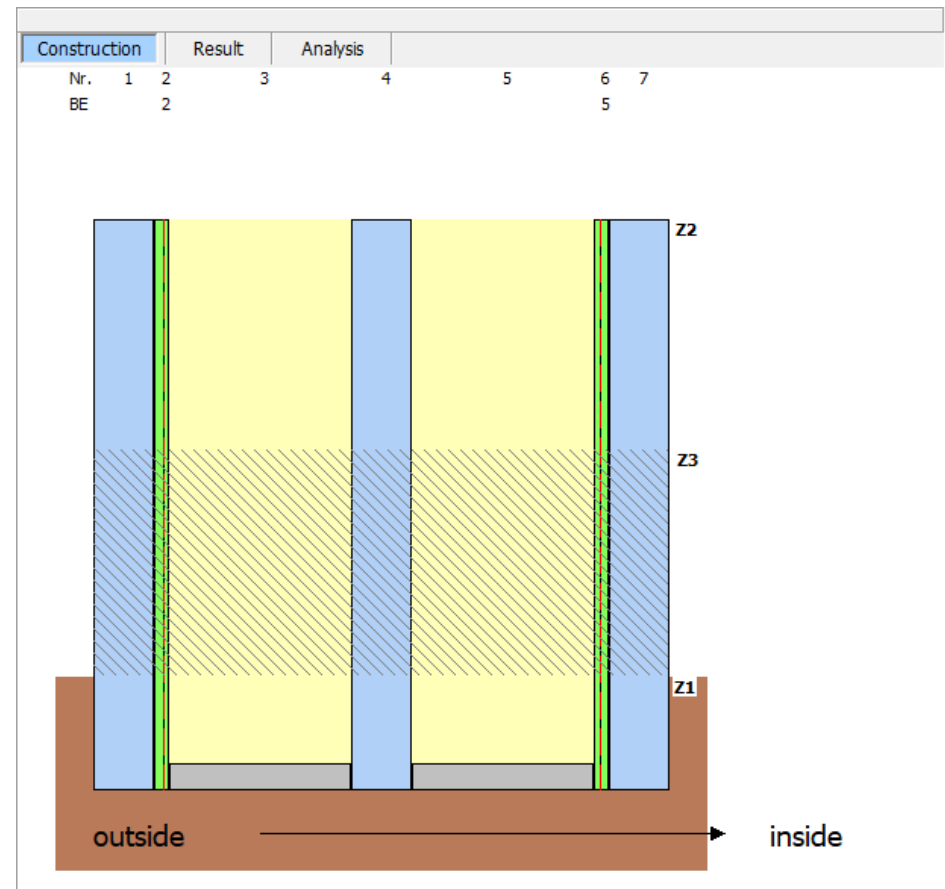 Construction Result Analysis
Nr. 1 2 3 4 5 6 7
BE 2 5
Z2
Z3
Z1
outside inside